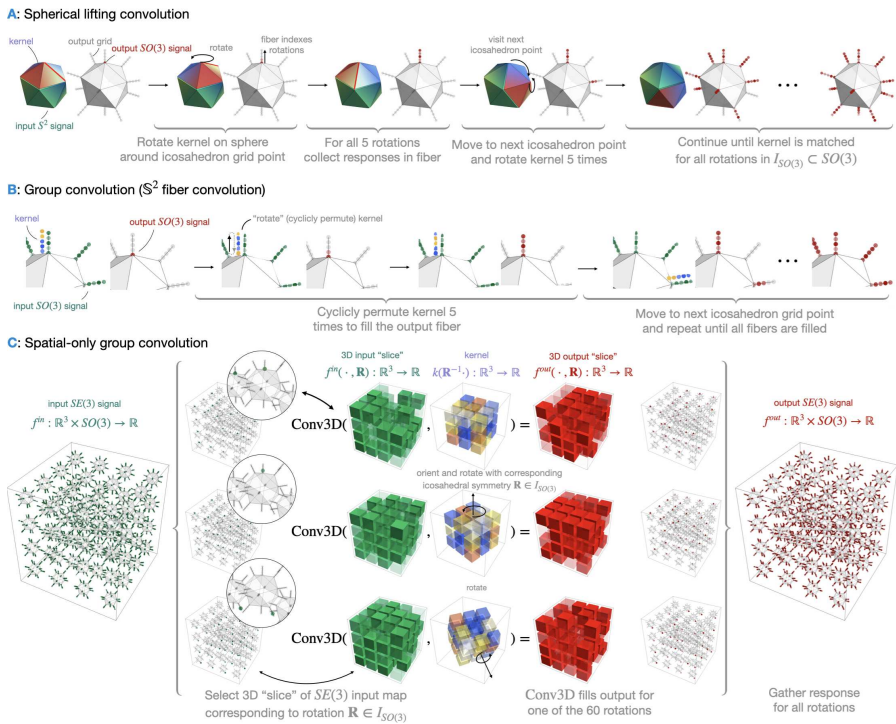 A: Spherical lifting convolution
kernel
output grid
output SO(3) signal
rotate
fiber indexes
rotations
visit next
icosahedron point
input S² signal
Rotate kernel on sphere
around icosahedron grid point
For all 5 rotations
collect responses in fiber
Move to next icosahedron point
and rotate kernel 5 times
Continue until kernel is matched
for all rotations in I_SO(3) ⊂ SO(3)
B: Group convolution (𝕊² fiber convolution)
kernel
output SO(3) signal
"rotate" (cyclicly permute) kernel
input SO(3) signal
Cyclicly permute kernel 5
times to fill the output fiber
Move to next icosahedron grid point
and repeat until all fibers are filled
C: Spatial-only group convolution
input SE(3) signal
f^in : ℝ³ × SO(3) → ℝ
3D input "slice"
f^in(·, R) : ℝ³ → ℝ
kernel
k(R⁻¹·) : ℝ³ → ℝ
3D output "slice"
f^out(·, R) : ℝ³ → ℝ
output SE(3) signal
f^out : ℝ³ × SO(3) → ℝ
Conv3D( , ) =
orient and rotate with corresponding
icosahedral symmetry R ∈ I_SO(3)
Conv3D( , ) =
rotate
Conv3D( , ) =
Select 3D "slice" of SE(3) input map
corresponding to rotation R ∈ I_SO(3)
Conv3D fills output for
one of the 60 rotations
Gather response
for all rotations